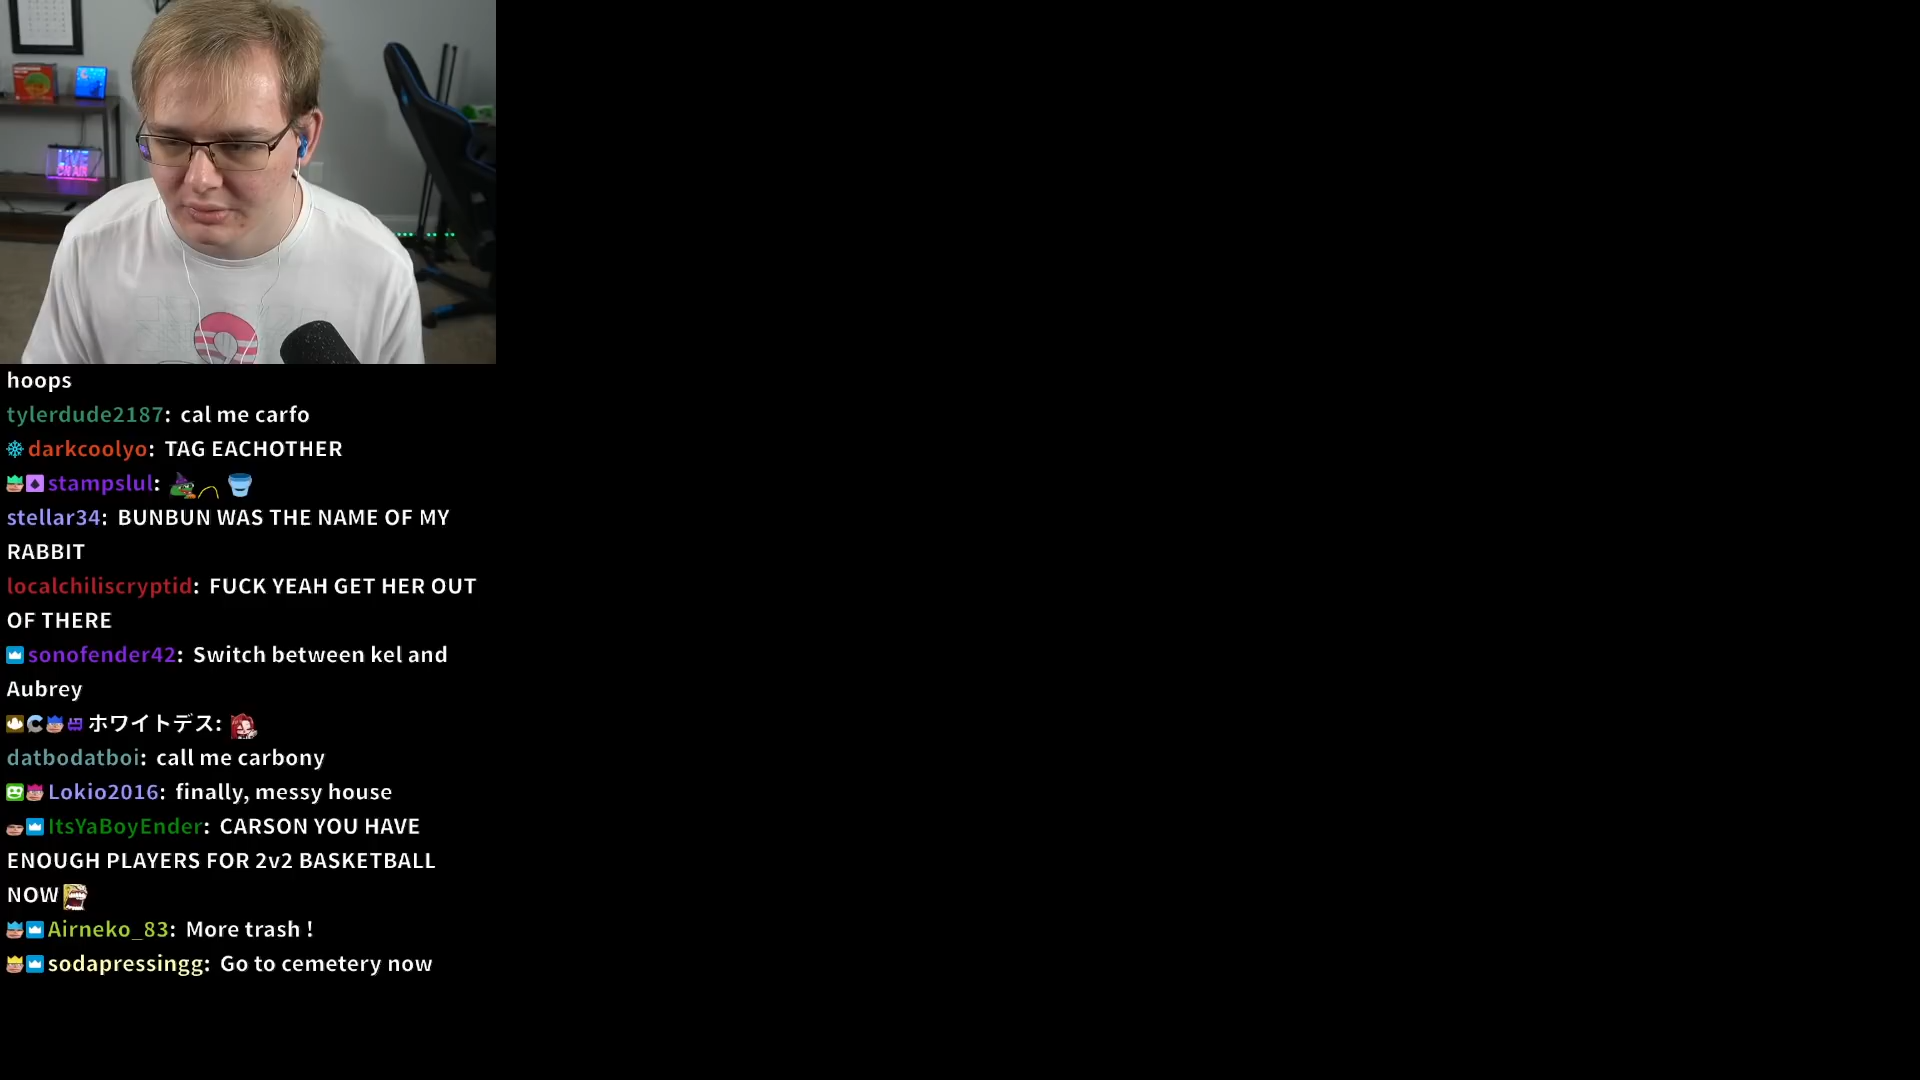 LIVE
ON AIR
hoops
tylerdude2187: cal me carfo
darkcoolyo: TAG EACHOTHER
stampslul:
stellar34: BUNBUN WAS THE NAME OF MY
RABBIT
localchiliscryptid: FUCK YEAH GET HER OUT
OF THERE
sonofender42: Switch between kel and
Aubrey
ホワイトデス:
datbodatboi: call me carbony
Lokio2016: finally, messy house
ItsYaBoyEnder: CARSON YOU HAVE
ENOUGH PLAYERS FOR 2v2 BASKETBALL
NOW
Airneko_83: More trash !
sodapressingg: Go to cemetery now